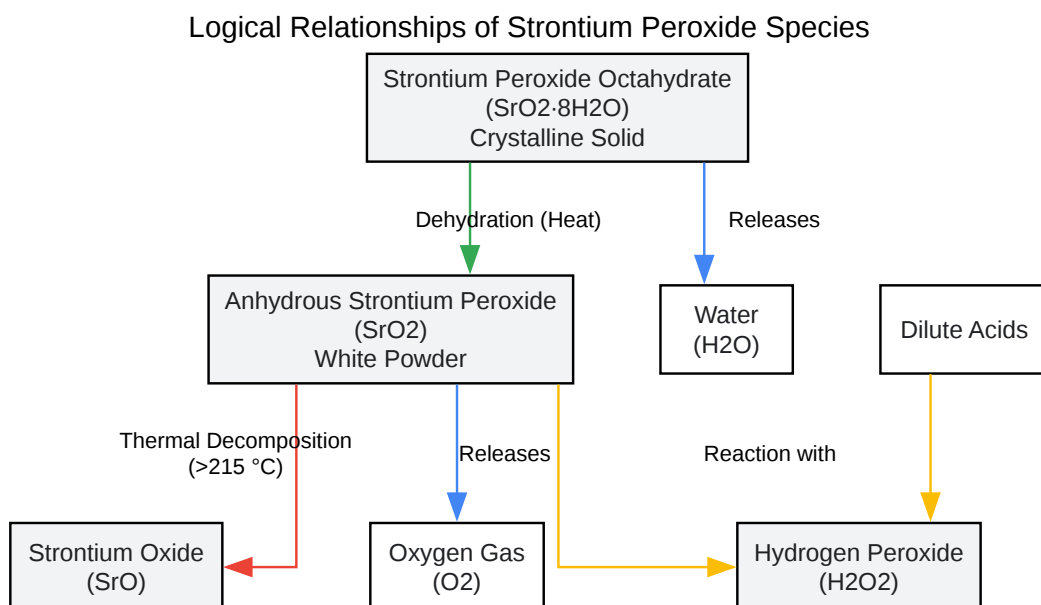 Logical Relationships of Strontium Peroxide Species
Strontium Peroxide Octahydrate
(SrO2·8H2O)
Crystalline Solid
Dehydration (Heat)
Releases
Anhydrous Strontium Peroxide
(SrO2)
White Powder
Water
(H2O)
Dilute Acids
Thermal Decomposition
(>215 °C)
Releases
Reaction with
Strontium Oxide
(SrO)
Oxygen Gas
(O2)
Hydrogen Peroxide
(H2O2)